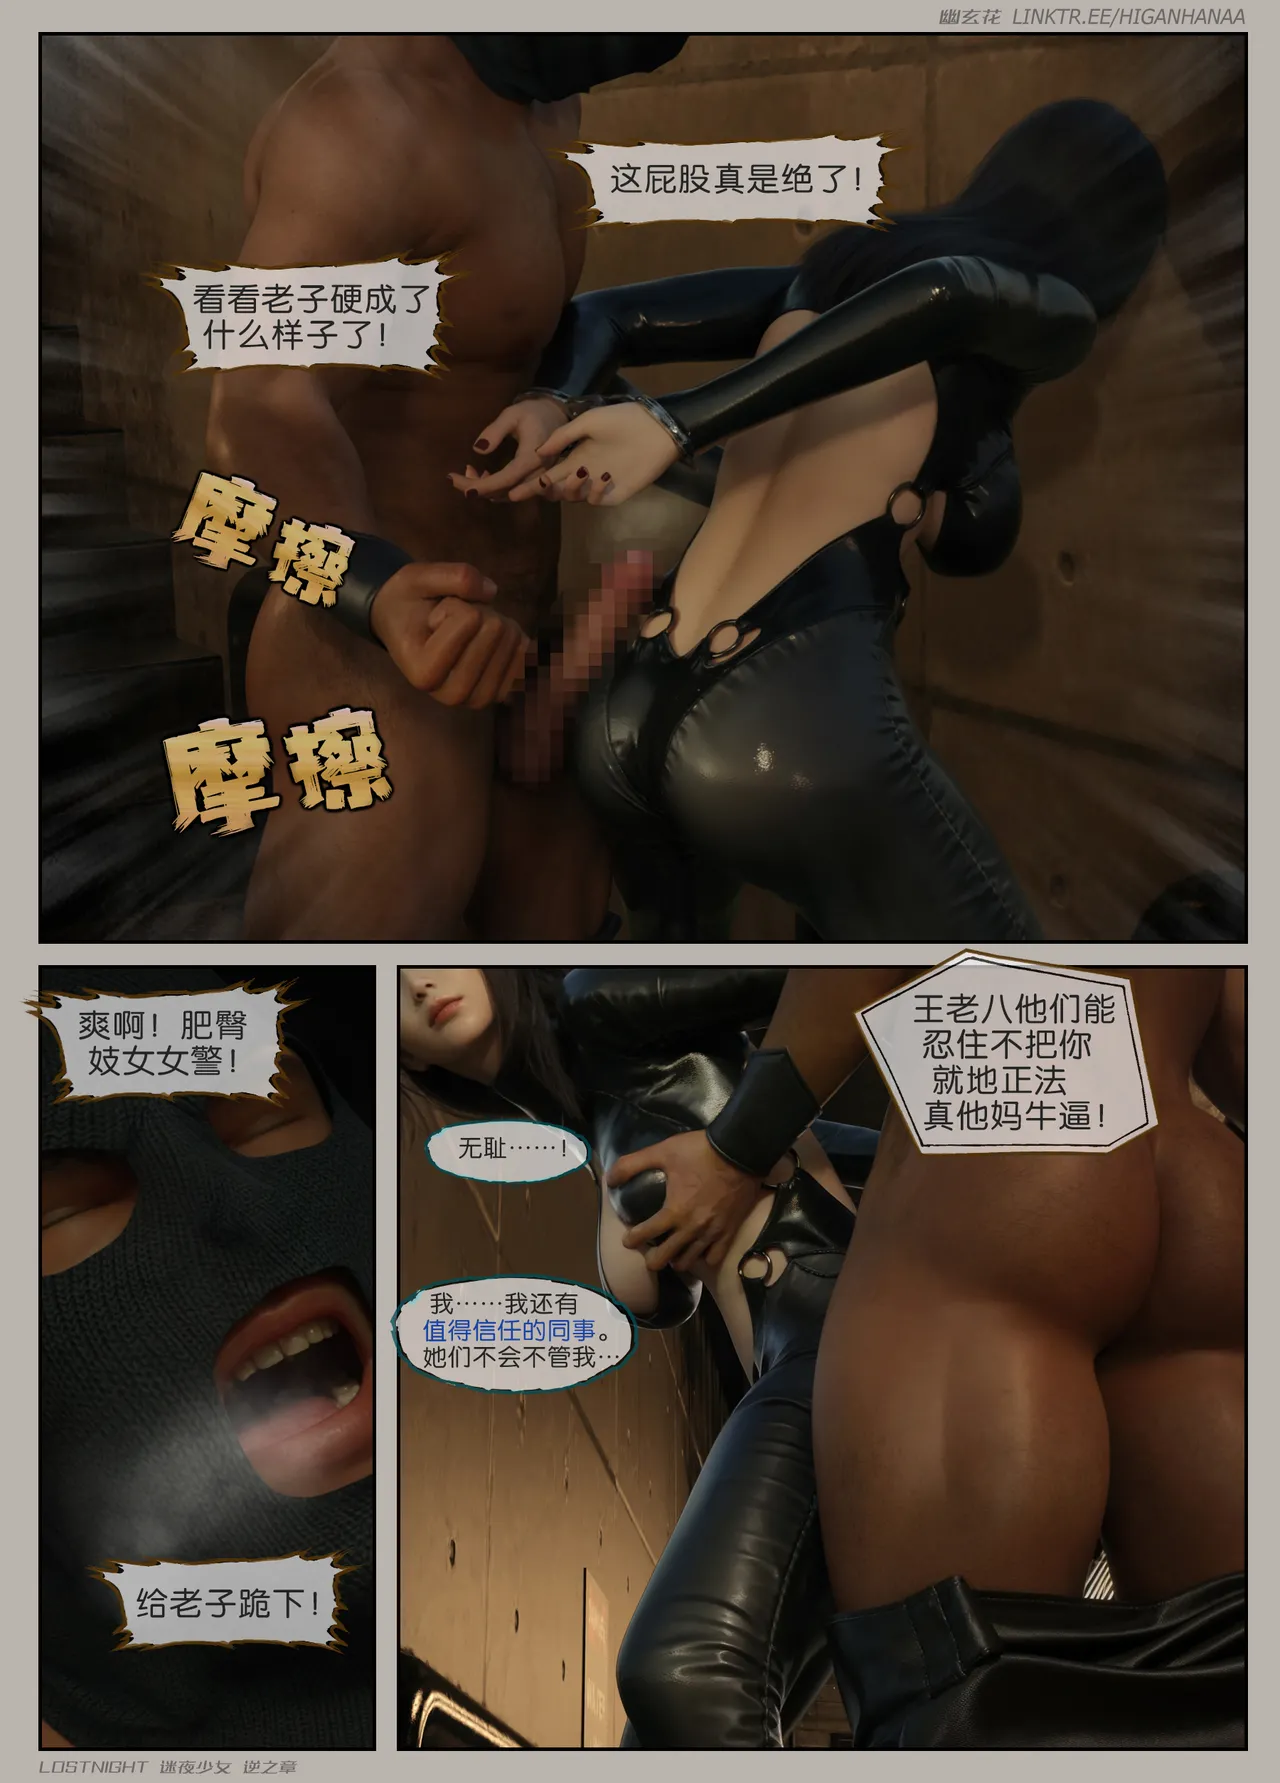 幽玄花 LINKTR.EE/HIGANHANAA
这屁股真是绝了!
看看老子硬成了
什么样子了!
摩擦
摩擦
爽啊!肥臀
妓女女警!
给老子跪下!
王老八他们能
忍住不把你
就地正法
真他妈牛逼!
无耻……!
我……我还有
值得信任的同事。
她们不会不管我…
LOSTNIGHT 迷夜少女 逆之章